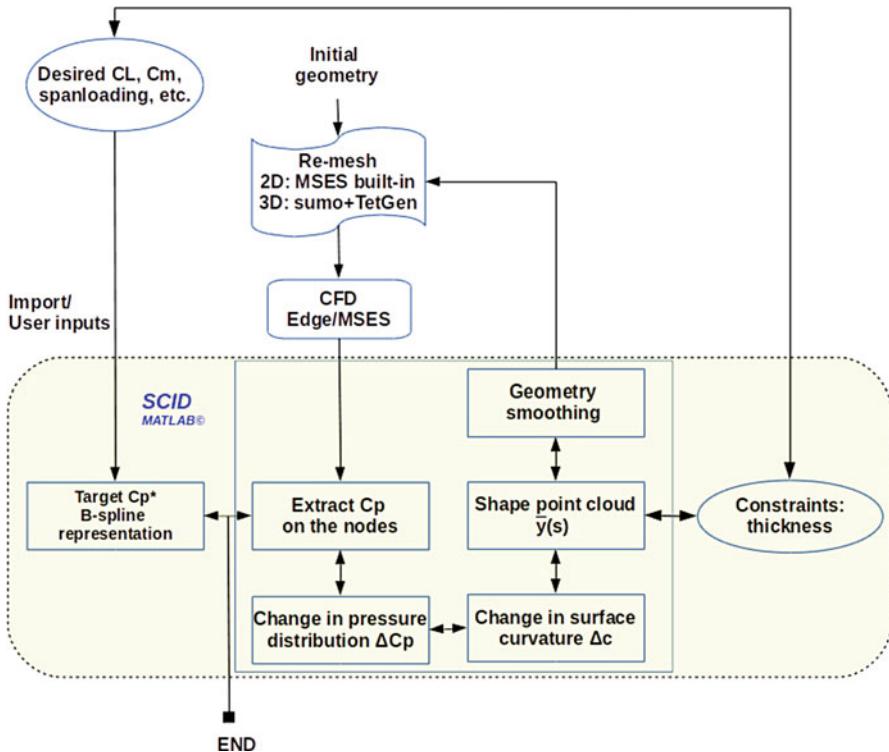 Desired CL, Cm,
spanloading, etc.
Initial
geometry
Re-mesh
2D: MSES built-in
3D: sumo+TetGen
Import/
User inputs
CFD
Edge/MSES
SCID
MATLAB©
Geometry
smoothing
Target Cp*
B-spline
representation
Extract Cp
on the nodes
Shape point cloud
y̅(s)
Constraints:
thickness
Change in pressure
distribution ΔCp
Change in surface
curvature Δc
END